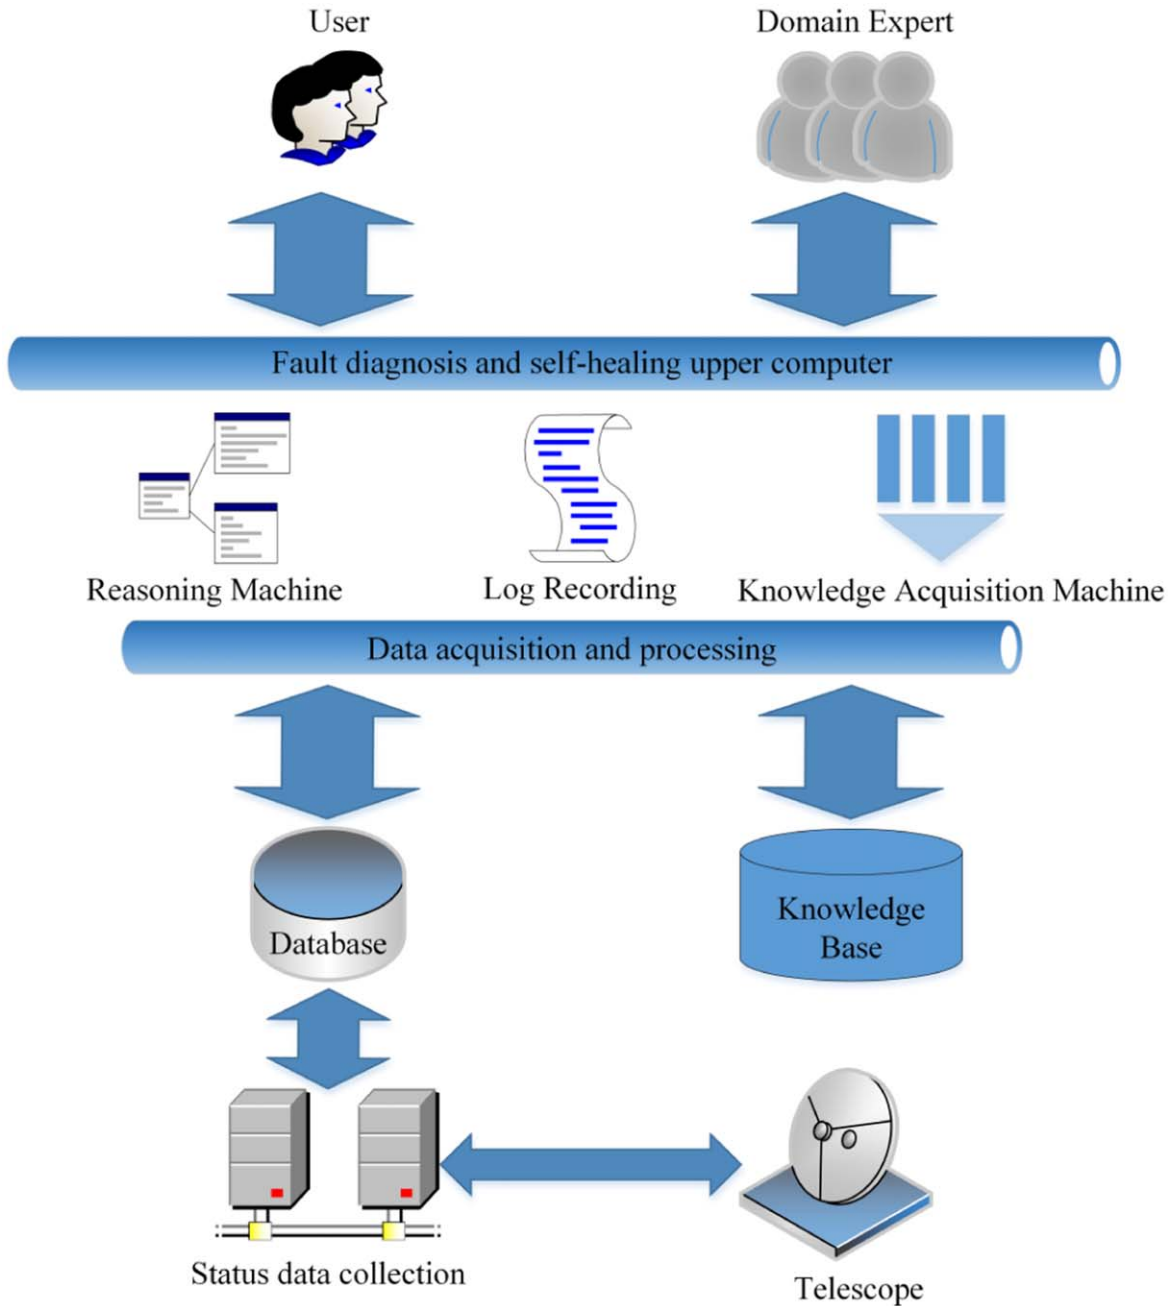 User
Domain Expert
Fault diagnosis and self-healing upper computer
Reasoning Machine
Log Recording
Knowledge Acquisition Machine
Data acquisition and processing
Database
Knowledge
Base
Status data collection
Telescope